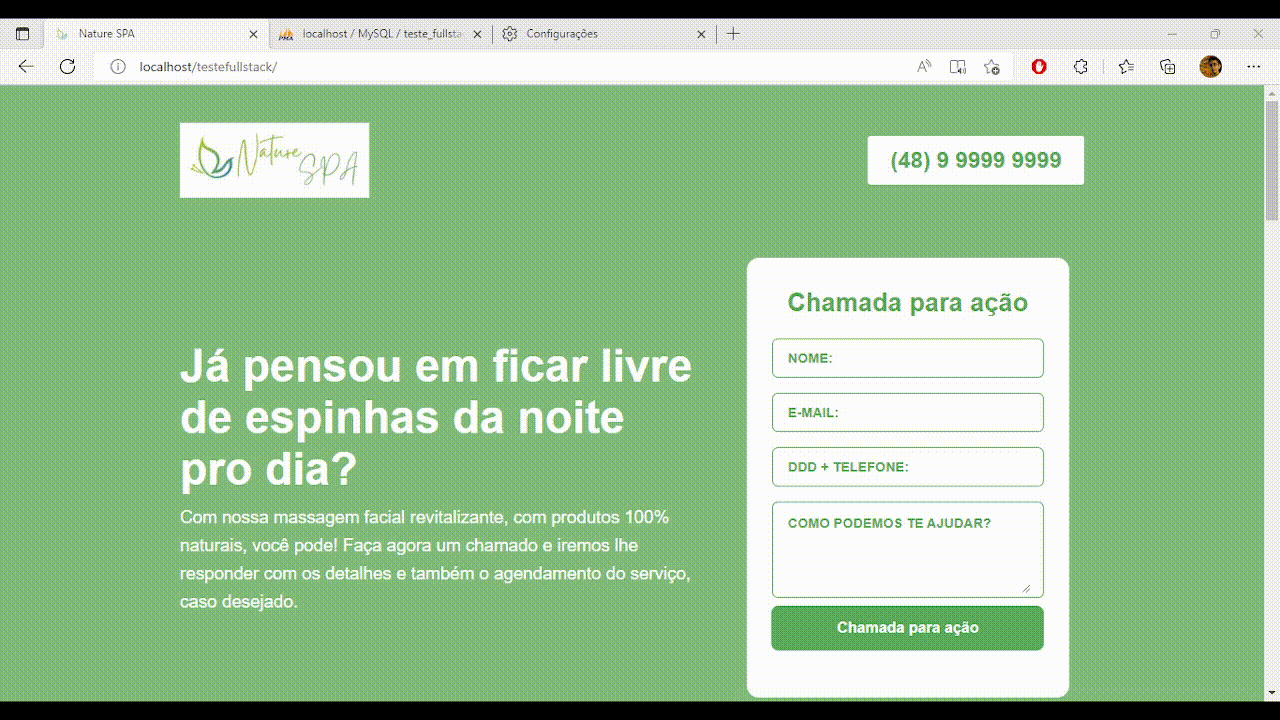 Nature SPA
localhost / MySQL / teste_fullsta
Configurações
localhost/testefullstack/
Nature SPA
(48) 9 9999 9999
Já pensou em ficar livre
de espinhas da noite
pro dia?
Com nossa massagem facial revitalizante, com produtos 100%
naturais, você pode! Faça agora um chamado e iremos lhe
responder com os detalhes e também o agendamento do serviço,
caso desejado.
Chamada para ação
NOME:
E-MAIL:
DDD + TELEFONE:
COMO PODEMOS TE AJUDAR?
Chamada para ação